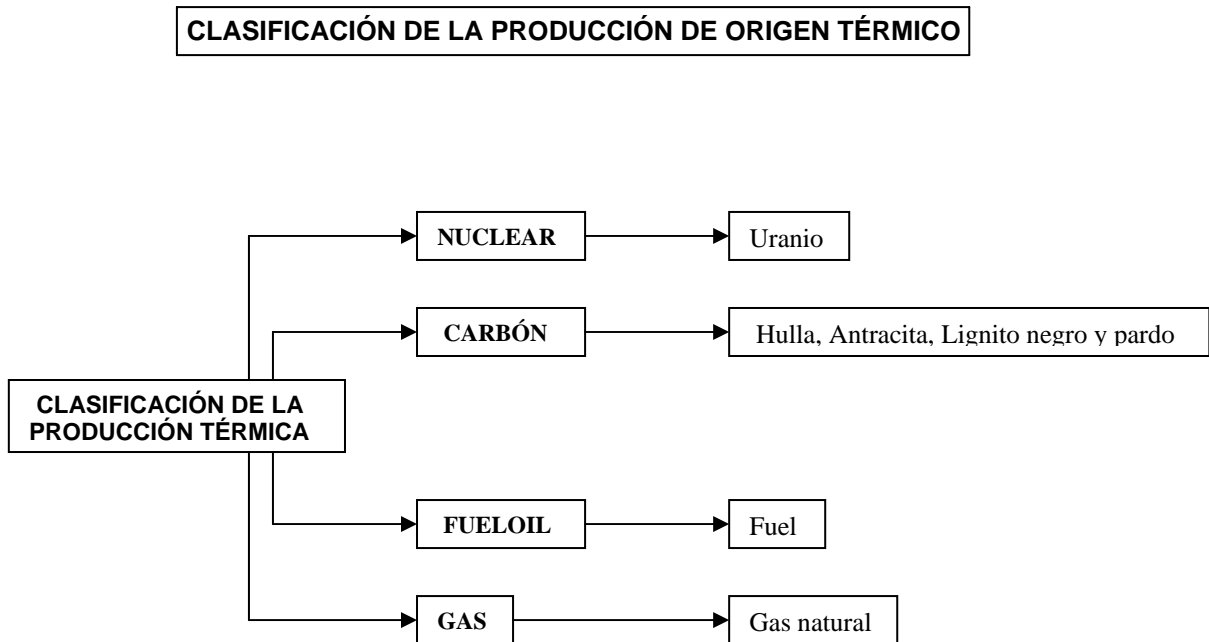 CLASIFICACIÓN DE LA PRODUCCIÓN DE ORIGEN TÉRMICO
NUCLEAR
Uranio
CARBÓN
Hulla, Antracita, Lignito negro y pardo
CLASIFICACIÓN DE LA
PRODUCCIÓN TÉRMICA
FUELOIL
Fuel
GAS
Gas natural